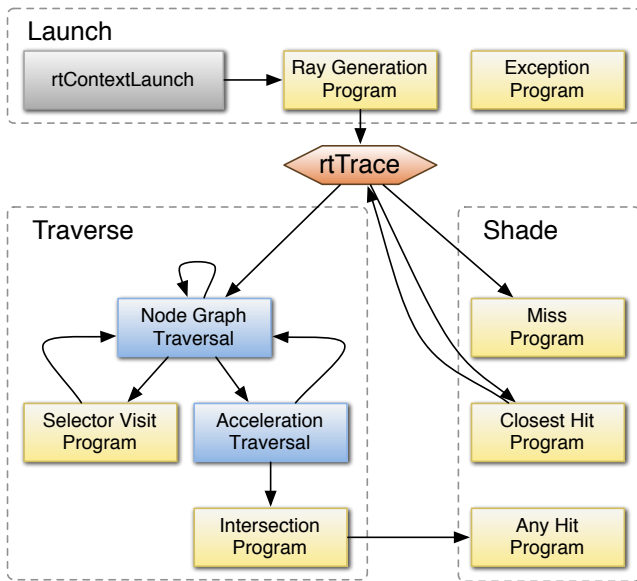 Launch
rtContextLaunch
Ray Generation
Program
Exception
Program
rtTrace
Traverse
Shade
Node Graph
Traversal
Miss
Program
Selector Visit
Program
Acceleration
Traversal
Closest Hit
Program
Intersection
Program
Any Hit
Program